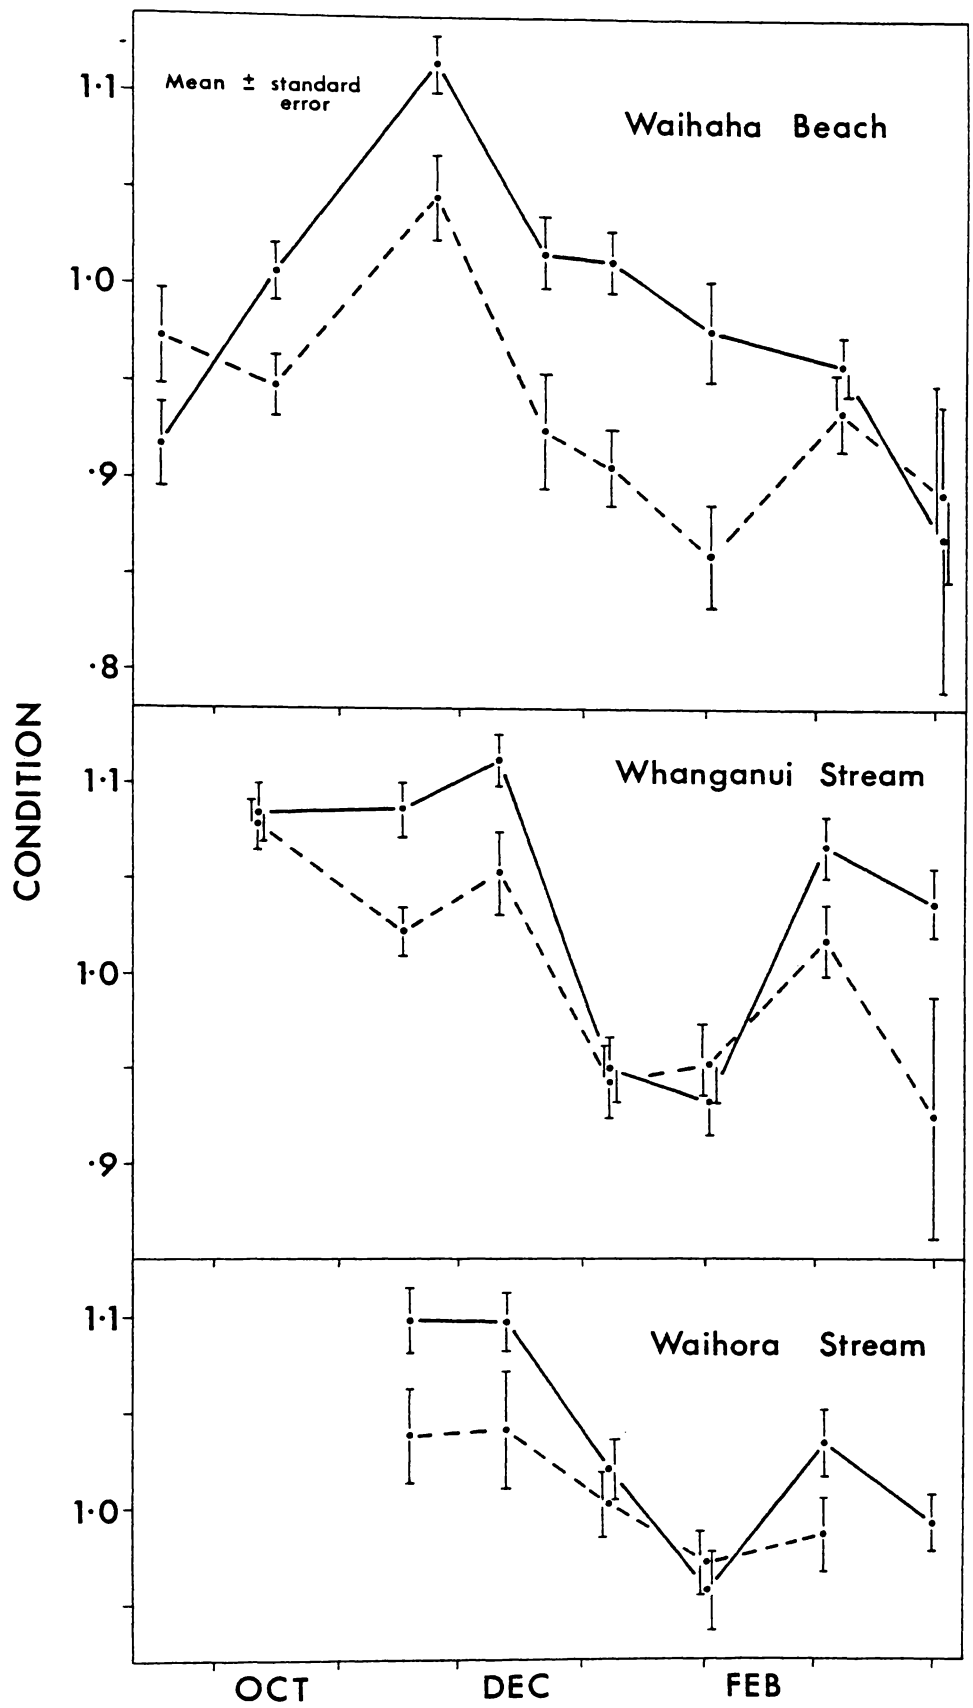 Mean ± standard
error
Waihaha Beach
1·1
1·0
·9
·8
CONDITION
Whanganui Stream
1·1
1·0
·9
Waihora Stream
1·1
1·0
OCT DEC FEB